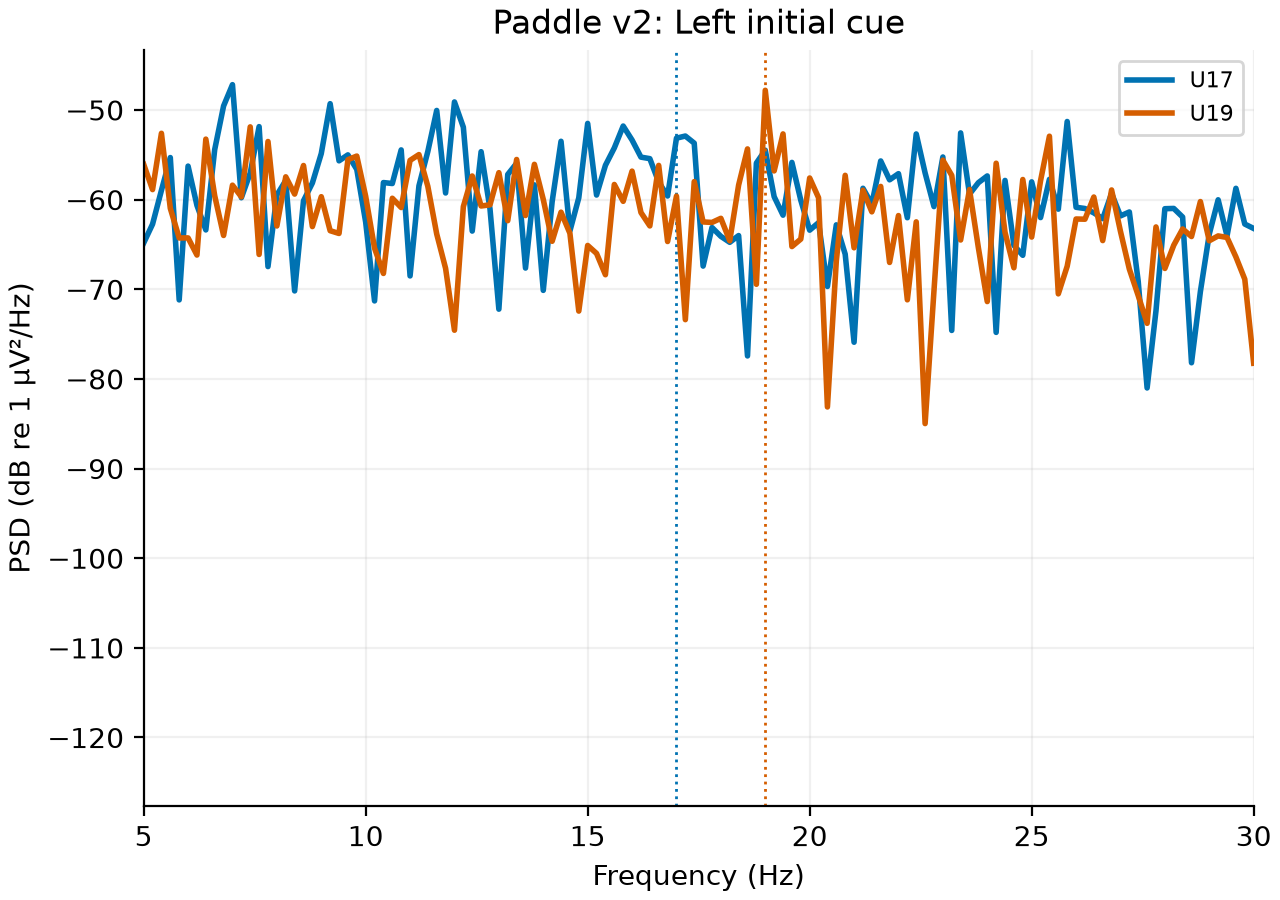 Paddle v2: Left initial cue
U17
U19
PSD (dB re 1 µV²/Hz)
−50
−60
−70
−80
−90
−100
−110
−120
5 10 15 20 25 30
Frequency (Hz)